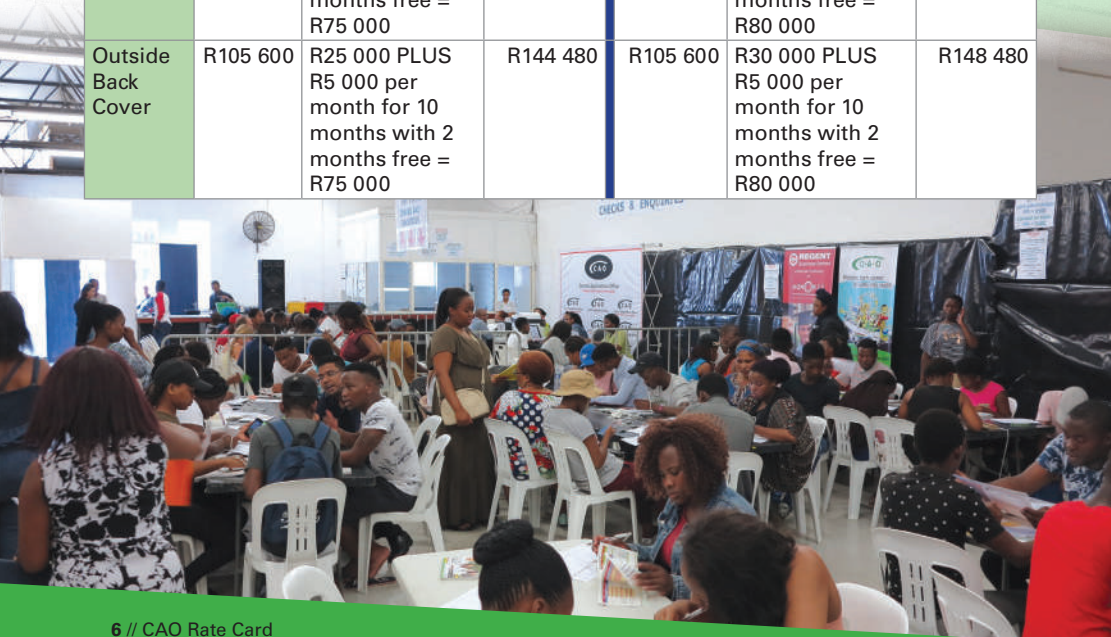 months free =
R75 000
months free =
R80 000
Outside
Back
Cover
R105 600
R25 000 PLUS
R5 000 per
month for 10
months with 2
months free =
R75 000
R144 480
R105 600
R30 000 PLUS
R5 000 per
month for 10
months with 2
months free =
R80 000
R148 480
CHECKS & ENQUIRIES
CAO
REGENT
C·A·O
6 // CAO Rate Card